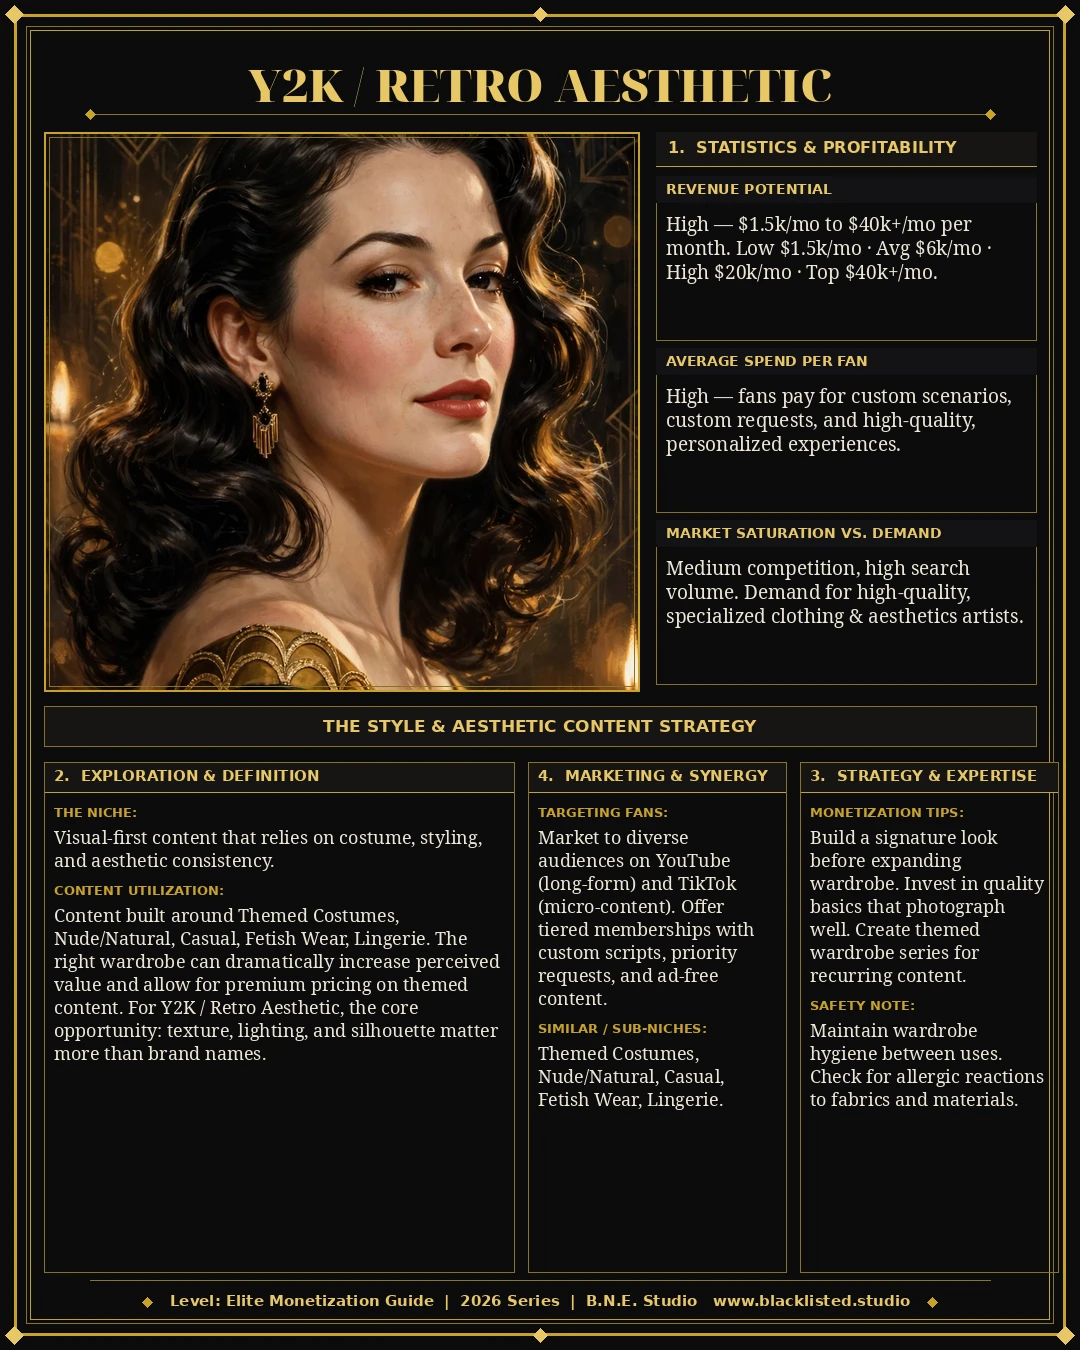 Y2K / RETRO AESTHETIC
1. STATISTICS & PROFITABILITY
REVENUE POTENTIAL
High — $1.5k/mo to $40k+/mo per
month. Low $1.5k/mo · Avg $6k/mo ·
High $20k/mo · Top $40k+/mo.
AVERAGE SPEND PER FAN
High — fans pay for custom scenarios,
custom requests, and high-quality,
personalized experiences.
MARKET SATURATION VS. DEMAND
Medium competition, high search
volume. Demand for high-quality,
specialized clothing & aesthetics artists.
THE STYLE & AESTHETIC CONTENT STRATEGY
2. EXPLORATION & DEFINITION
THE NICHE:
Visual-first content that relies on costume, styling,
and aesthetic consistency.
CONTENT UTILIZATION:
Content built around Themed Costumes,
Nude/Natural, Casual, Fetish Wear, Lingerie. The
right wardrobe can dramatically increase perceived
value and allow for premium pricing on themed
content. For Y2K / Retro Aesthetic, the core
opportunity: texture, lighting, and silhouette matter
more than brand names.
4. MARKETING & SYNERGY
TARGETING FANS:
Market to diverse
audiences on YouTube
(long-form) and TikTok
(micro-content). Offer
tiered memberships with
custom scripts, priority
requests, and ad-free
content.
SIMILAR / SUB-NICHES:
Themed Costumes,
Nude/Natural, Casual,
Fetish Wear, Lingerie.
3. STRATEGY & EXPERTISE
MONETIZATION TIPS:
Build a signature look
before expanding
wardrobe. Invest in quality
basics that photograph
well. Create themed
wardrobe series for
recurring content.
SAFETY NOTE:
Maintain wardrobe
hygiene between uses.
Check for allergic reactions
to fabrics and materials.
Level: Elite Monetization Guide | 2026 Series | B.N.E. Studio www.blacklisted.studio